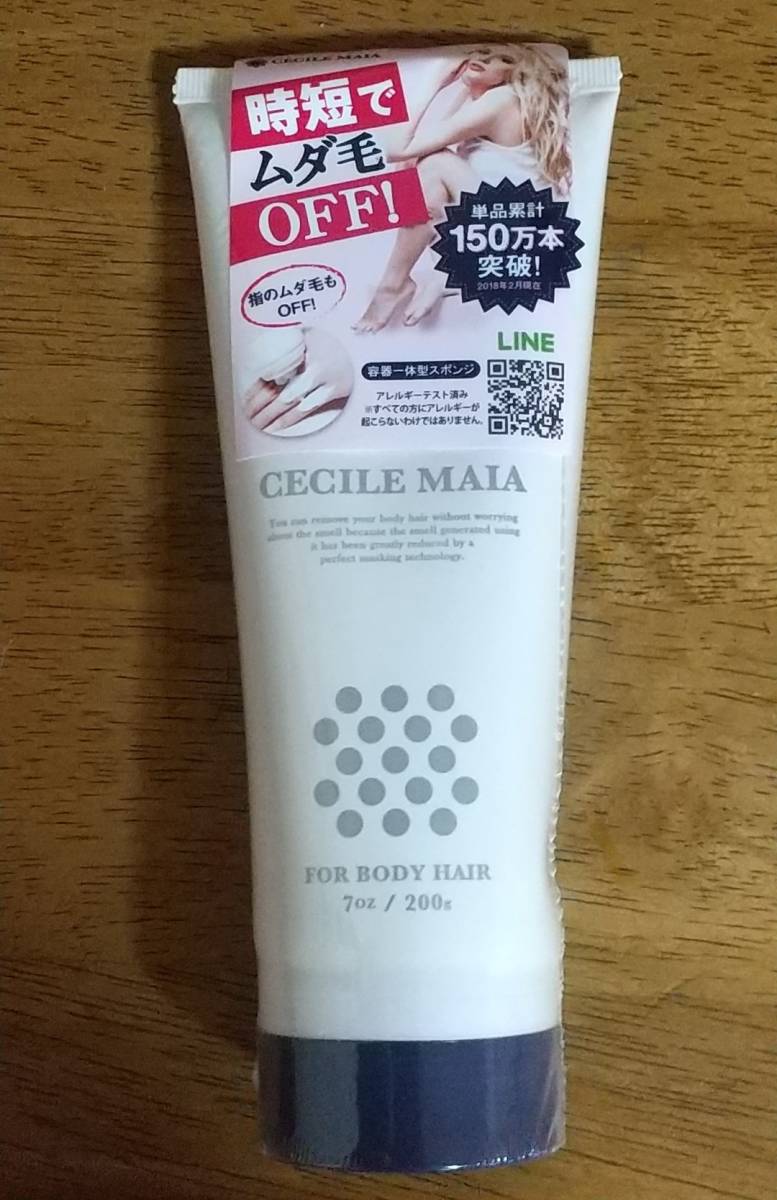 CECILE MAIA
時短で
ムダ毛
OFF!
単品累計
150万本
突破!
2018年2月現在
指のムダ毛も
OFF!
LINE
容器一体型スポンジ
アレルギーテスト済み
※すべての方にアレルギーが
起こらないわけではありません。
CECILE MAIA
You can remove your body hair without worrying
about the smell because the smell generated using
it has been greatly reduced by a
perfect masking technology.
FOR BODY HAIR
7oz / 200g